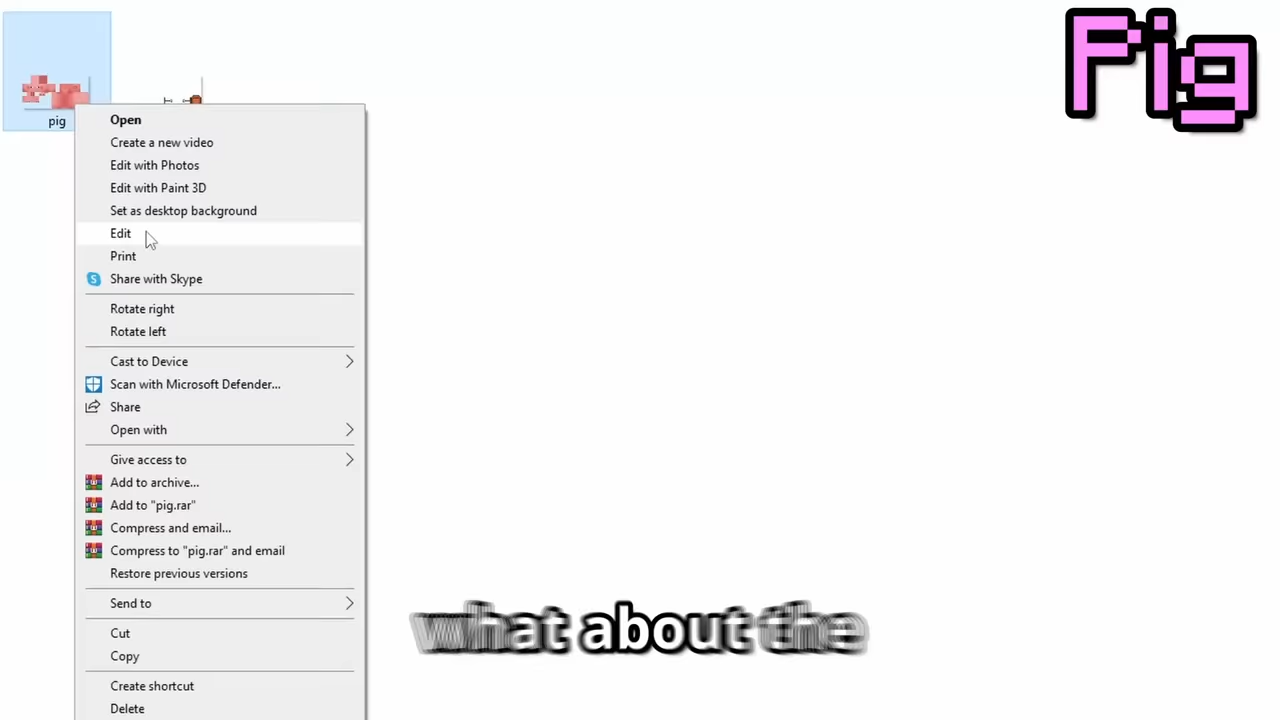 Pig
pig
Open
Create a new video
Edit with Photos
Edit with Paint 3D
Set as desktop background
Edit
Print
Share with Skype
Rotate right
Rotate left
Cast to Device
Scan with Microsoft Defender...
Share
Open with
Give access to
Add to archive...
Add to "pig.rar"
Compress and email...
Compress to "pig.rar" and email
Restore previous versions
Send to
Cut
Copy
Create shortcut
Delete
what about the